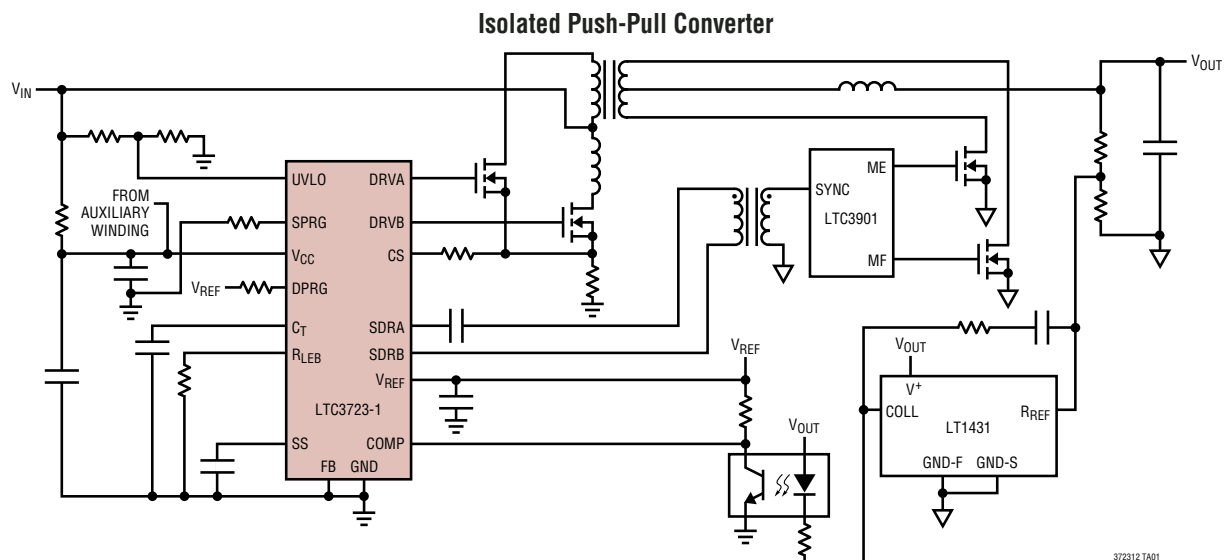 Isolated Push-Pull Converter
VIN
VOUT
UVLO
DRVA
ME
FROM
AUXILIARY
WINDING
SPRG
DRVB
SYNC
LTC3901
VCC
CS
MF
VREF
DPRG
CT
SDRA
RLEB
SDRB
VREF
VREF
VOUT
V+
LTC3723-1
COLL
RREF
LT1431
SS
COMP
VOUT
FB
GND
GND-F
GND-S
372312 TA01